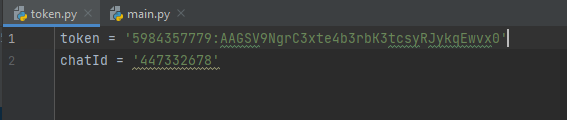 token.py main.py
1 token = '5984357779:AAGSV9NgrC3xte4b3rbK3tcsyRJykqEwvx0'
2 chatId = '447332678'